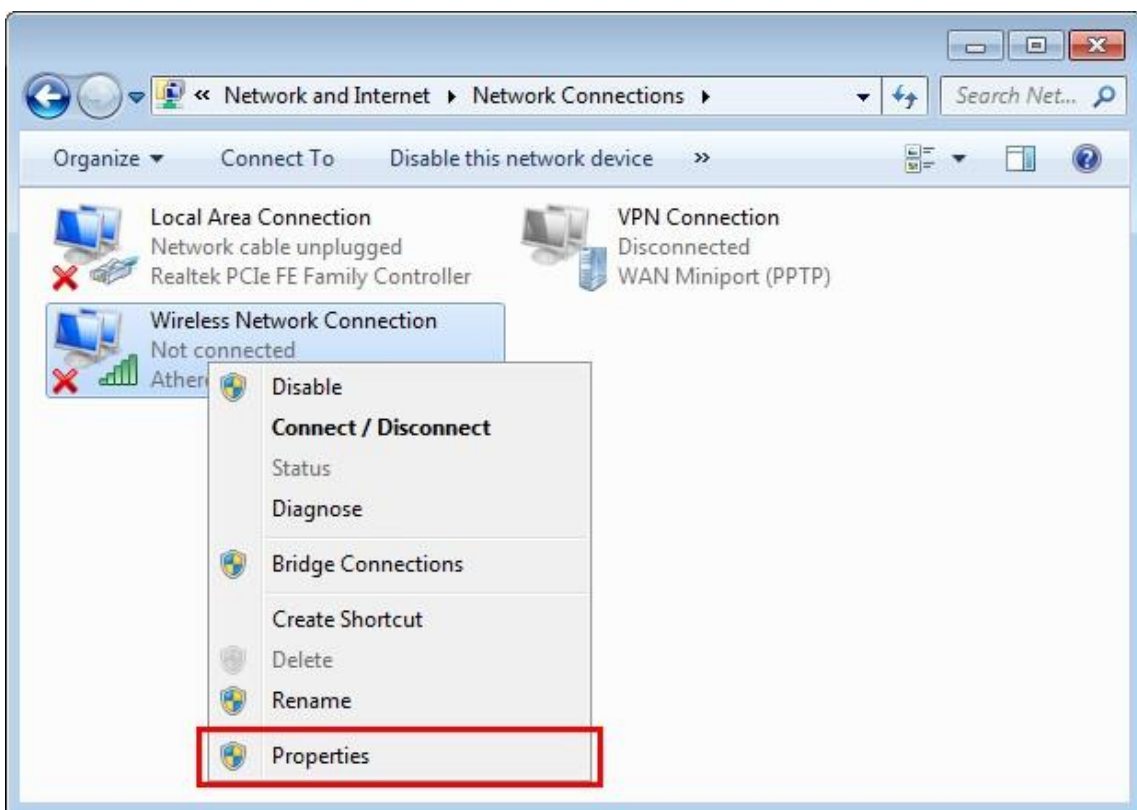 « Network and Internet Network Connections Search Net...
Organize Connect To Disable this network device »
Local Area Connection
Network cable unplugged
Realtek PCIe FE Family Controller
VPN Connection
Disconnected
WAN Miniport (PPTP)
Wireless Network Connection
Not connected
Disable
Connect / Disconnect
Status
Diagnose
Bridge Connections
Create Shortcut
Delete
Rename
Properties